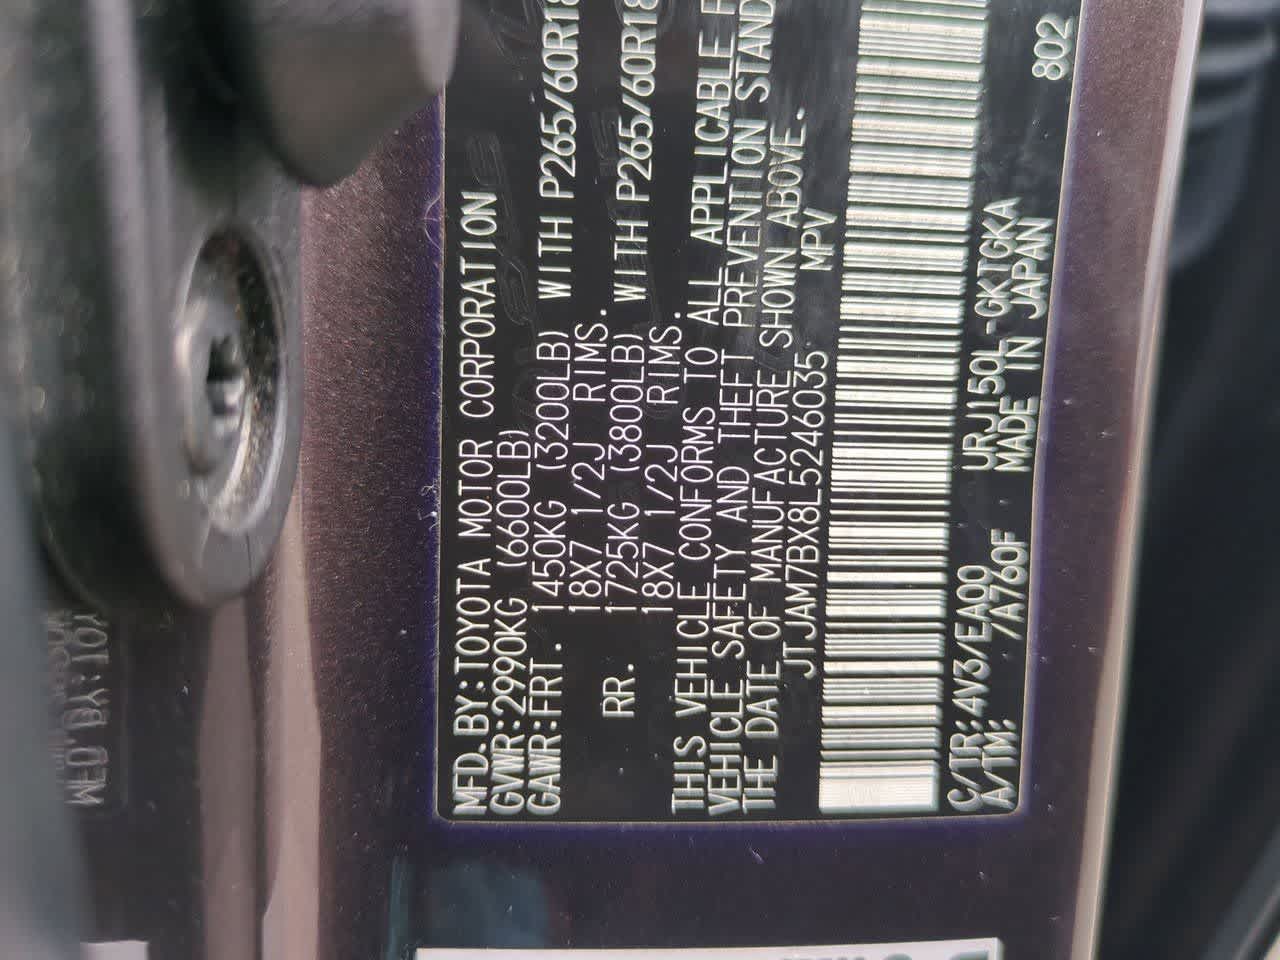 MFD.BY:TOYOTA MOTOR CORPORATION
GVWR:2990KG (6600LB)
GAWR:FRT. 1450KG (3200LB) WITH P265/60R18
18X7 1/2J RIMS.
RR. 1725KG (3800LB) WITH P265/60R18
18X7 1/2J RIMS.
THIS VEHICLE CONFORMS TO ALL APPLICABLE
VEHICLE SAFETY AND THEFT PREVENTION STAND
THE DATE OF MANUFACTURE SHOWN ABOVE.
JTJAM7BX8L5246035 MPV
C/TR:4V3/EA00 URJ150L-GKTGKA
A/TM: /A760F MADE IN JAPAN
802